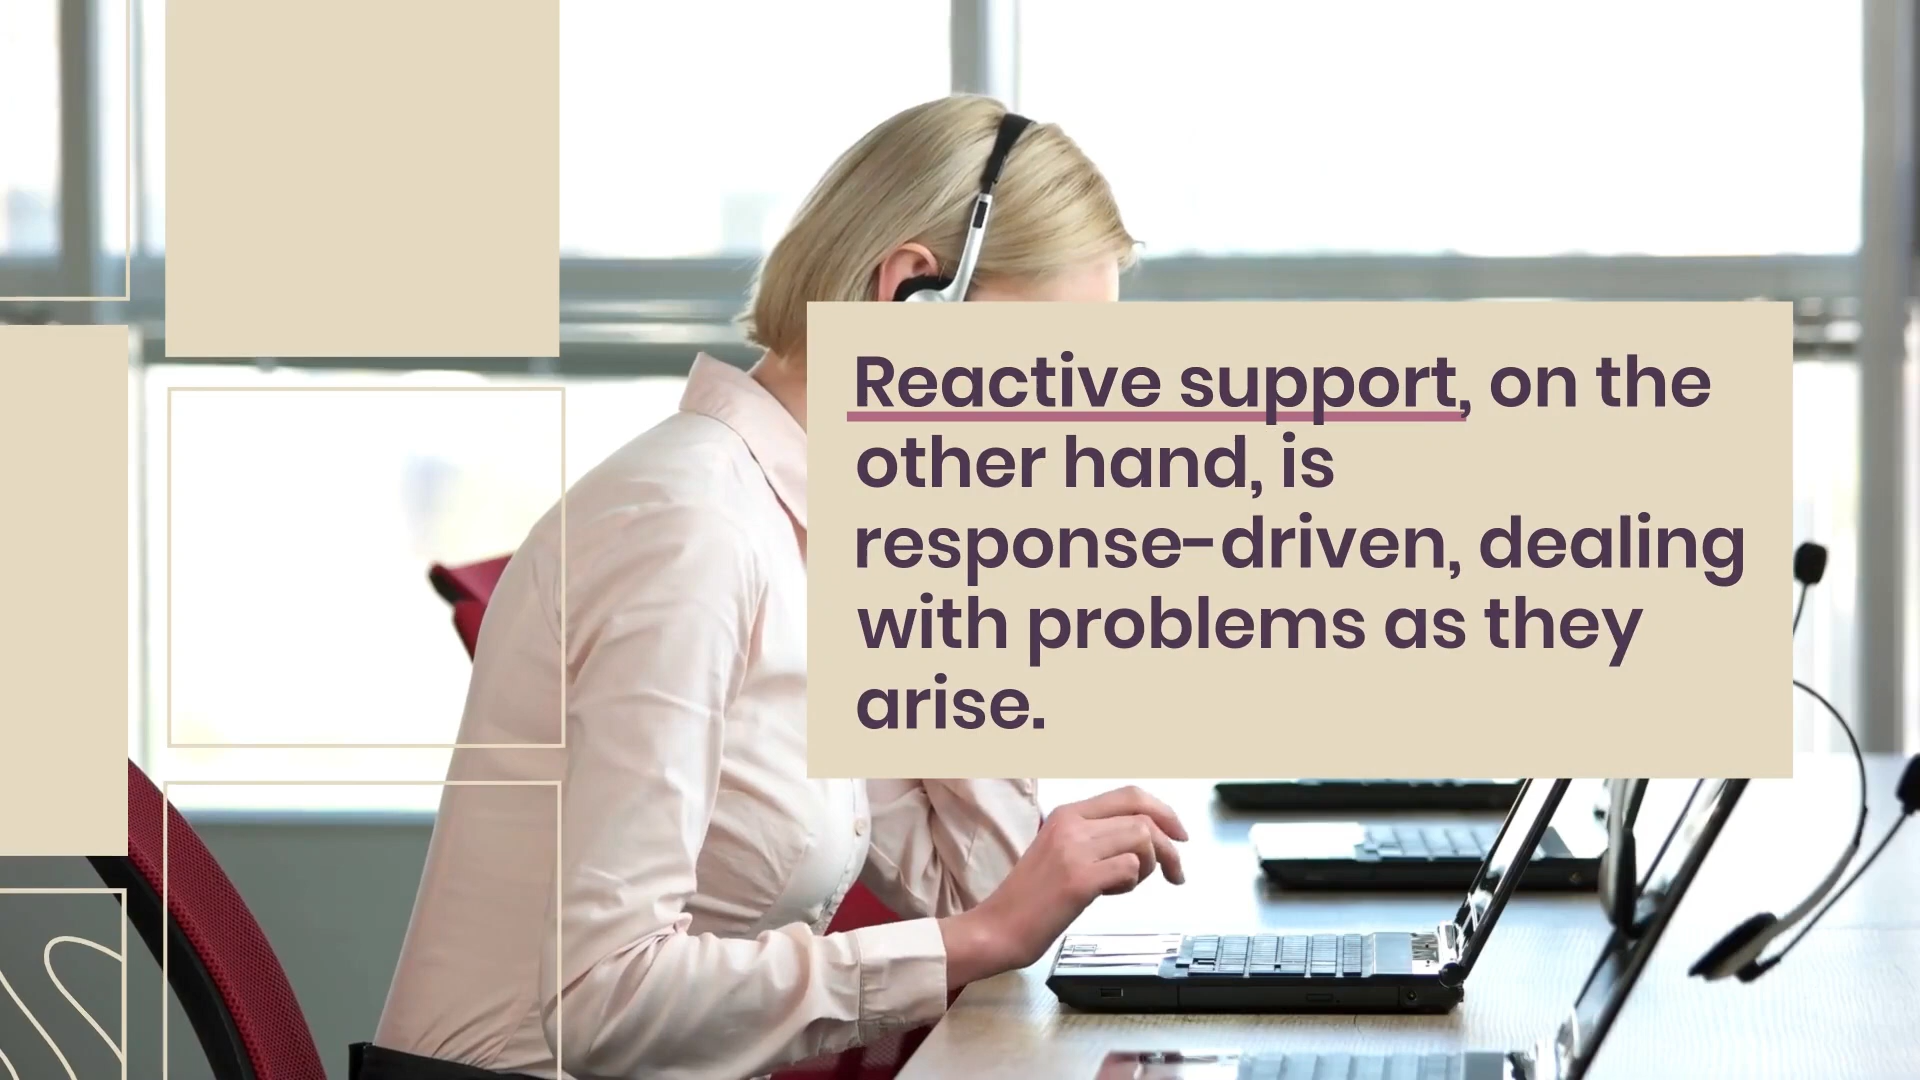 Reactive support, on the
other hand, is
response-driven, dealing
with problems as they
arise.